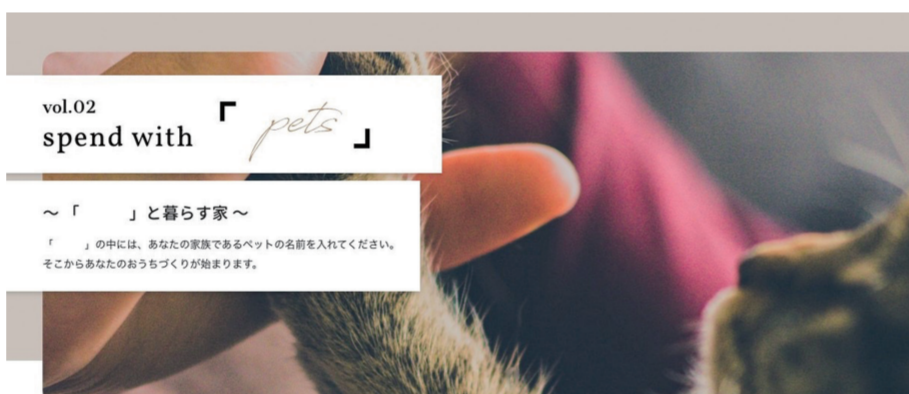 vol.02
spend with 「 pets 」
～「　　　」と暮らす家～
「　　　」の中には、あなたの家族であるペットの名前を入れてください。
そこからあなたのおうちづくりが始まります。